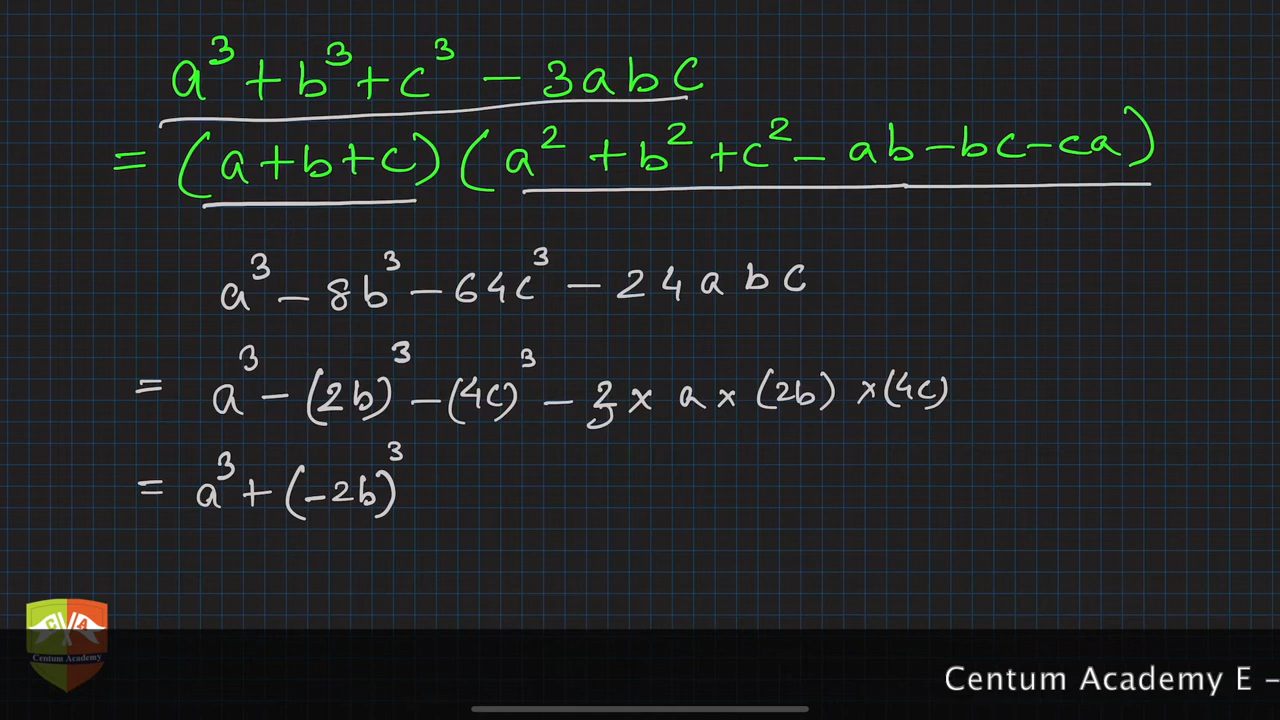 a³ + b³ + c³ - 3abc
= (a+b+c) (a² + b² + c² - ab - bc - ca)
a³ - 8b³ - 64c³ - 24abc
= a³ - (2b)³ - (4c)³ - 3 × a × (2b) × (4c)
= a³ + (-2b)³
C A
Centum Academy
Centum Academy E -